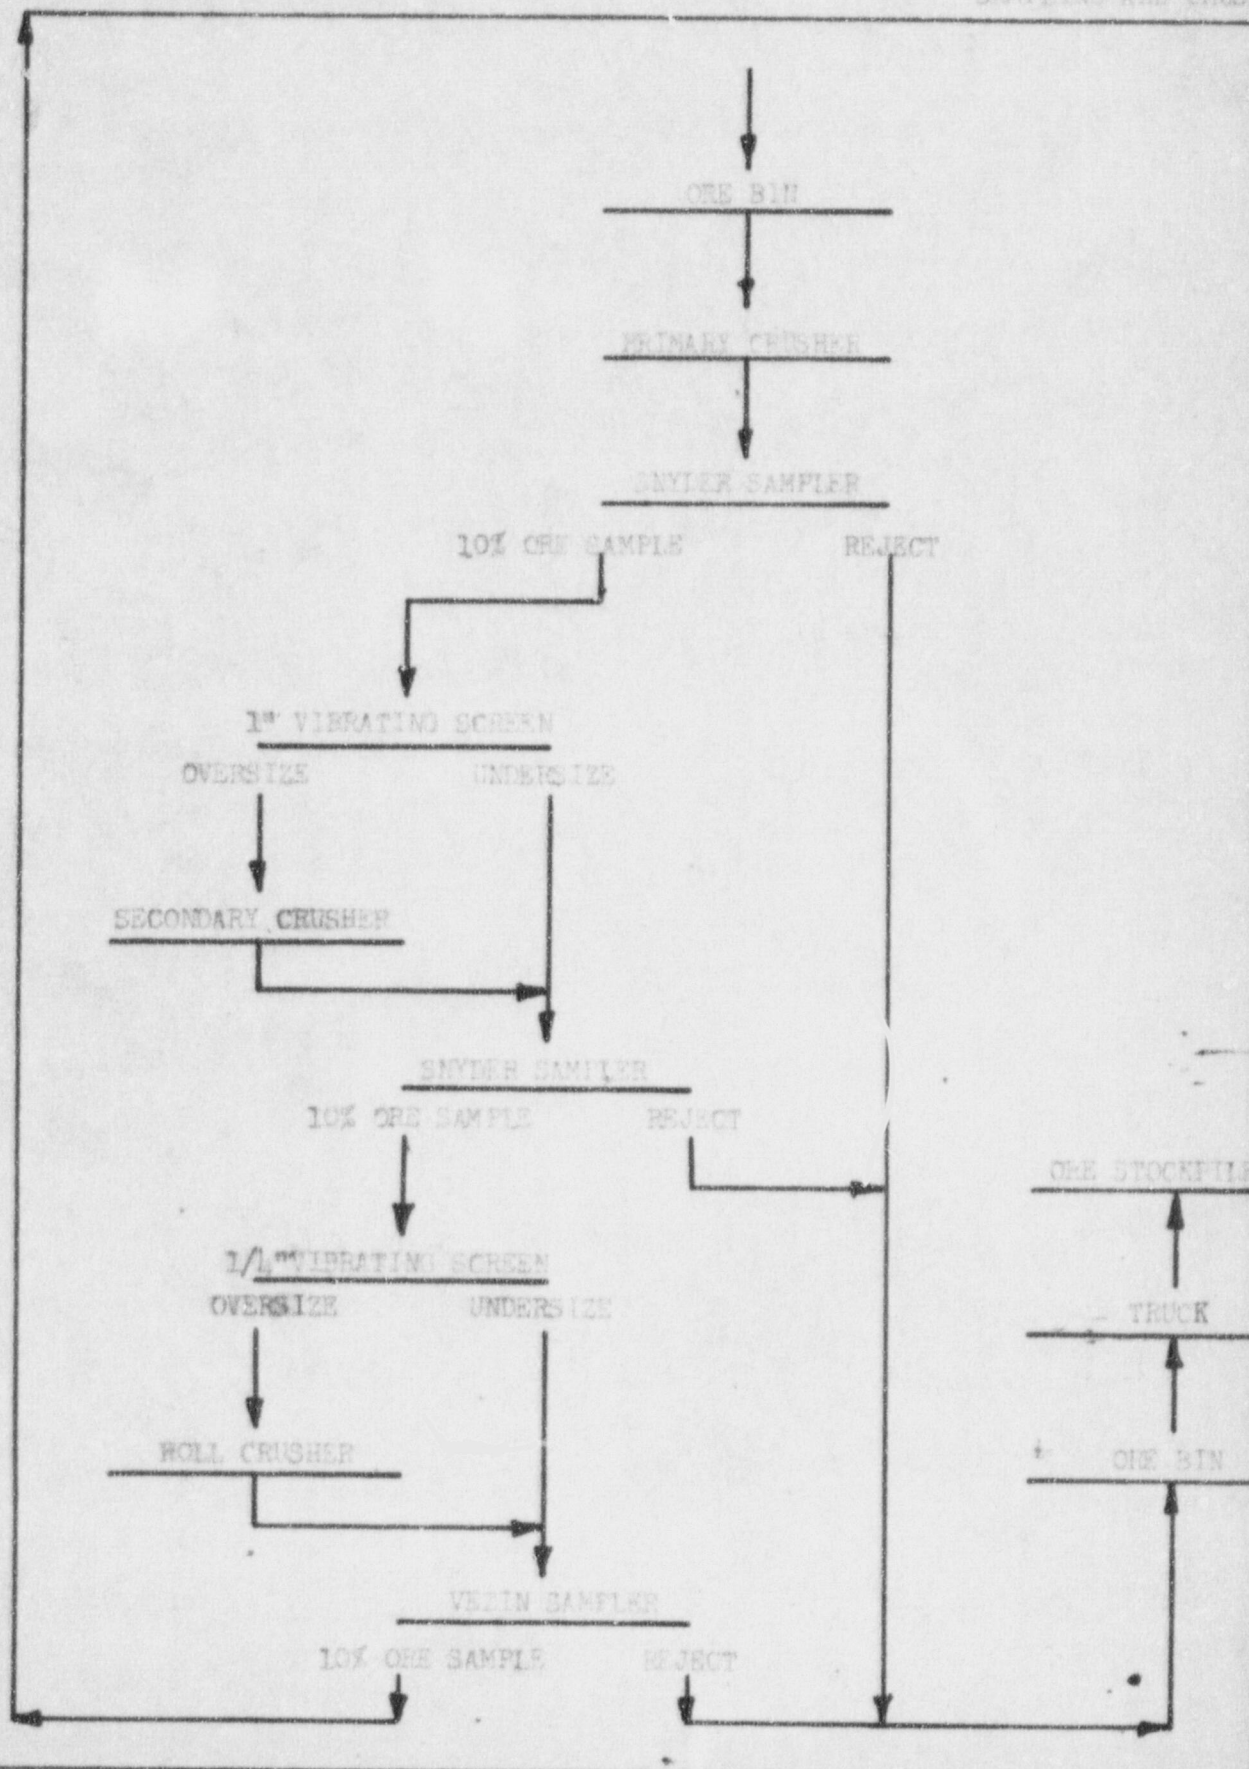 ORE BIN
PRIMARY CRUSHER
SNYDER SAMPLER
10% ORE SAMPLE REJECT
1" VIBRATING SCREEN
OVERSIZE UNDERSIZE
SECONDARY CRUSHER
SNYDER SAMPLER
10% ORE SAMPLE REJECT
ORE STOCKPILE
1/4" VIBRATING SCREEN
OVERSIZE UNDERSIZE
TRUCK
ROLL CRUSHER
ORE BIN
VEZIN SAMPLER
10% ORE SAMPLE REJECT